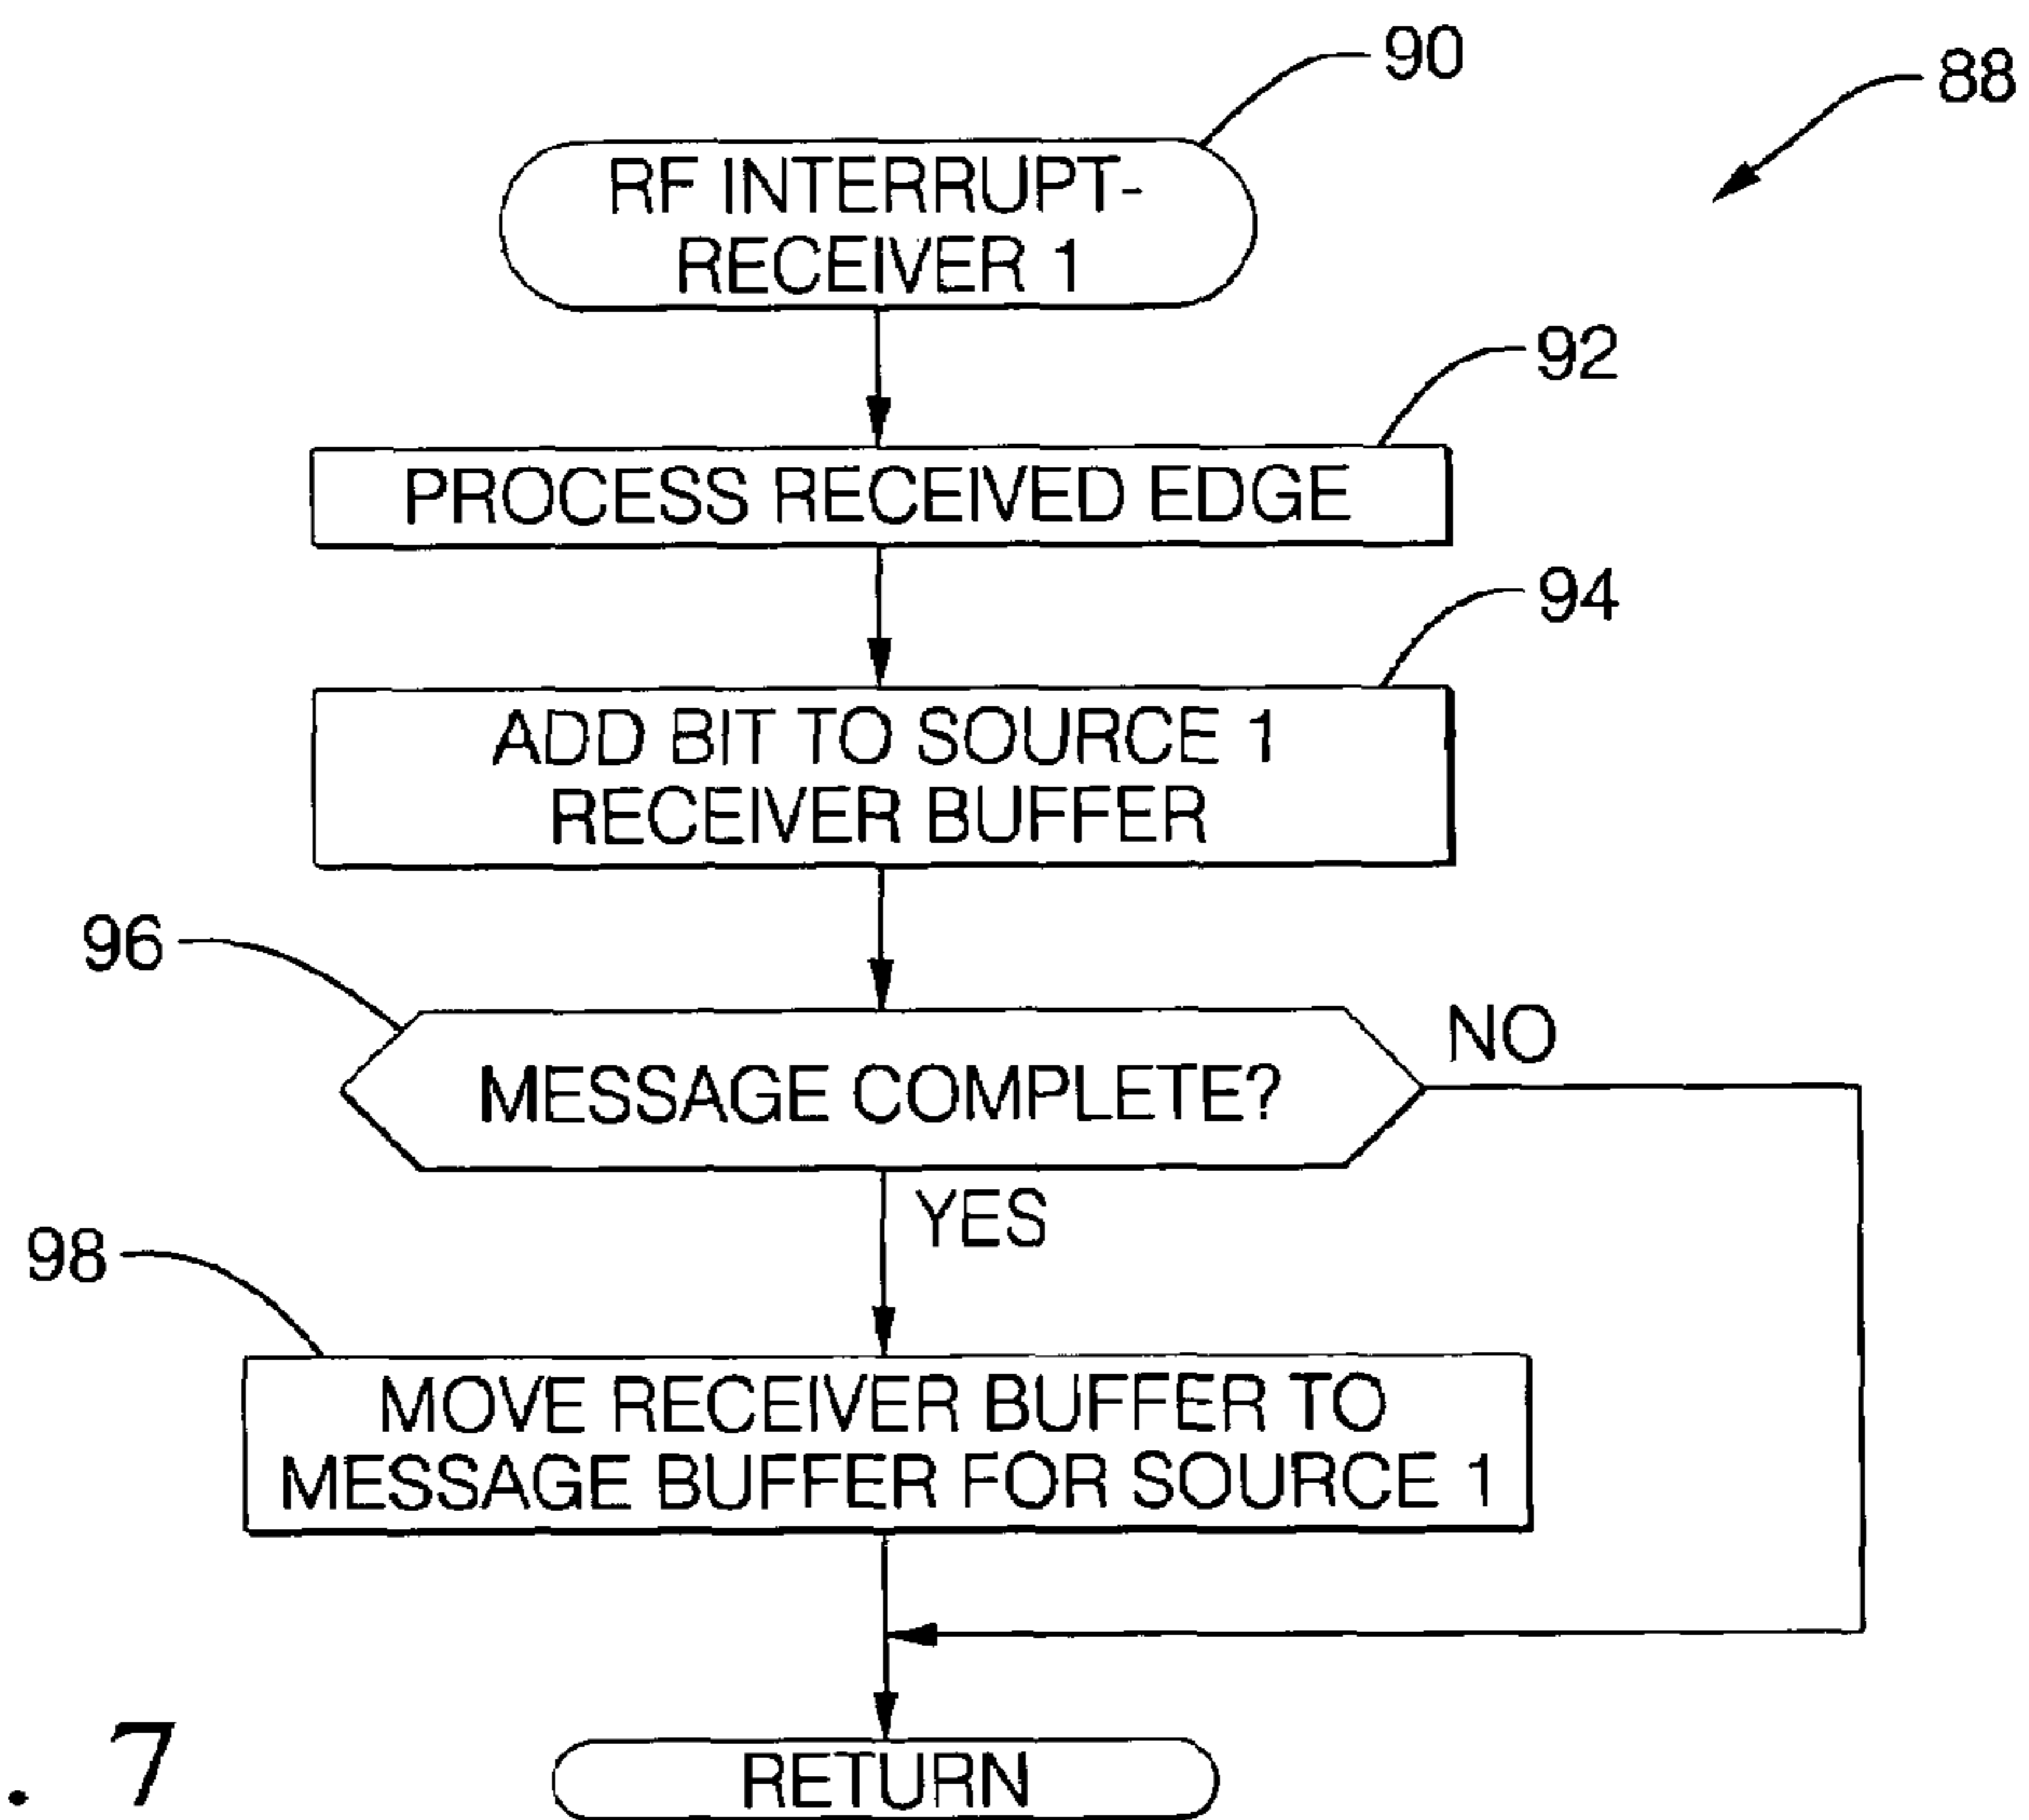 90
88
RF INTERRUPT-
RECEIVER 1
92
PROCESS RECEIVED EDGE
94
ADD BIT TO SOURCE 1
RECEIVER BUFFER
96
MESSAGE COMPLETE?
NO
YES
98
MOVE RECEIVER BUFFER TO
MESSAGE BUFFER FOR SOURCE 1
. 7
RETURN